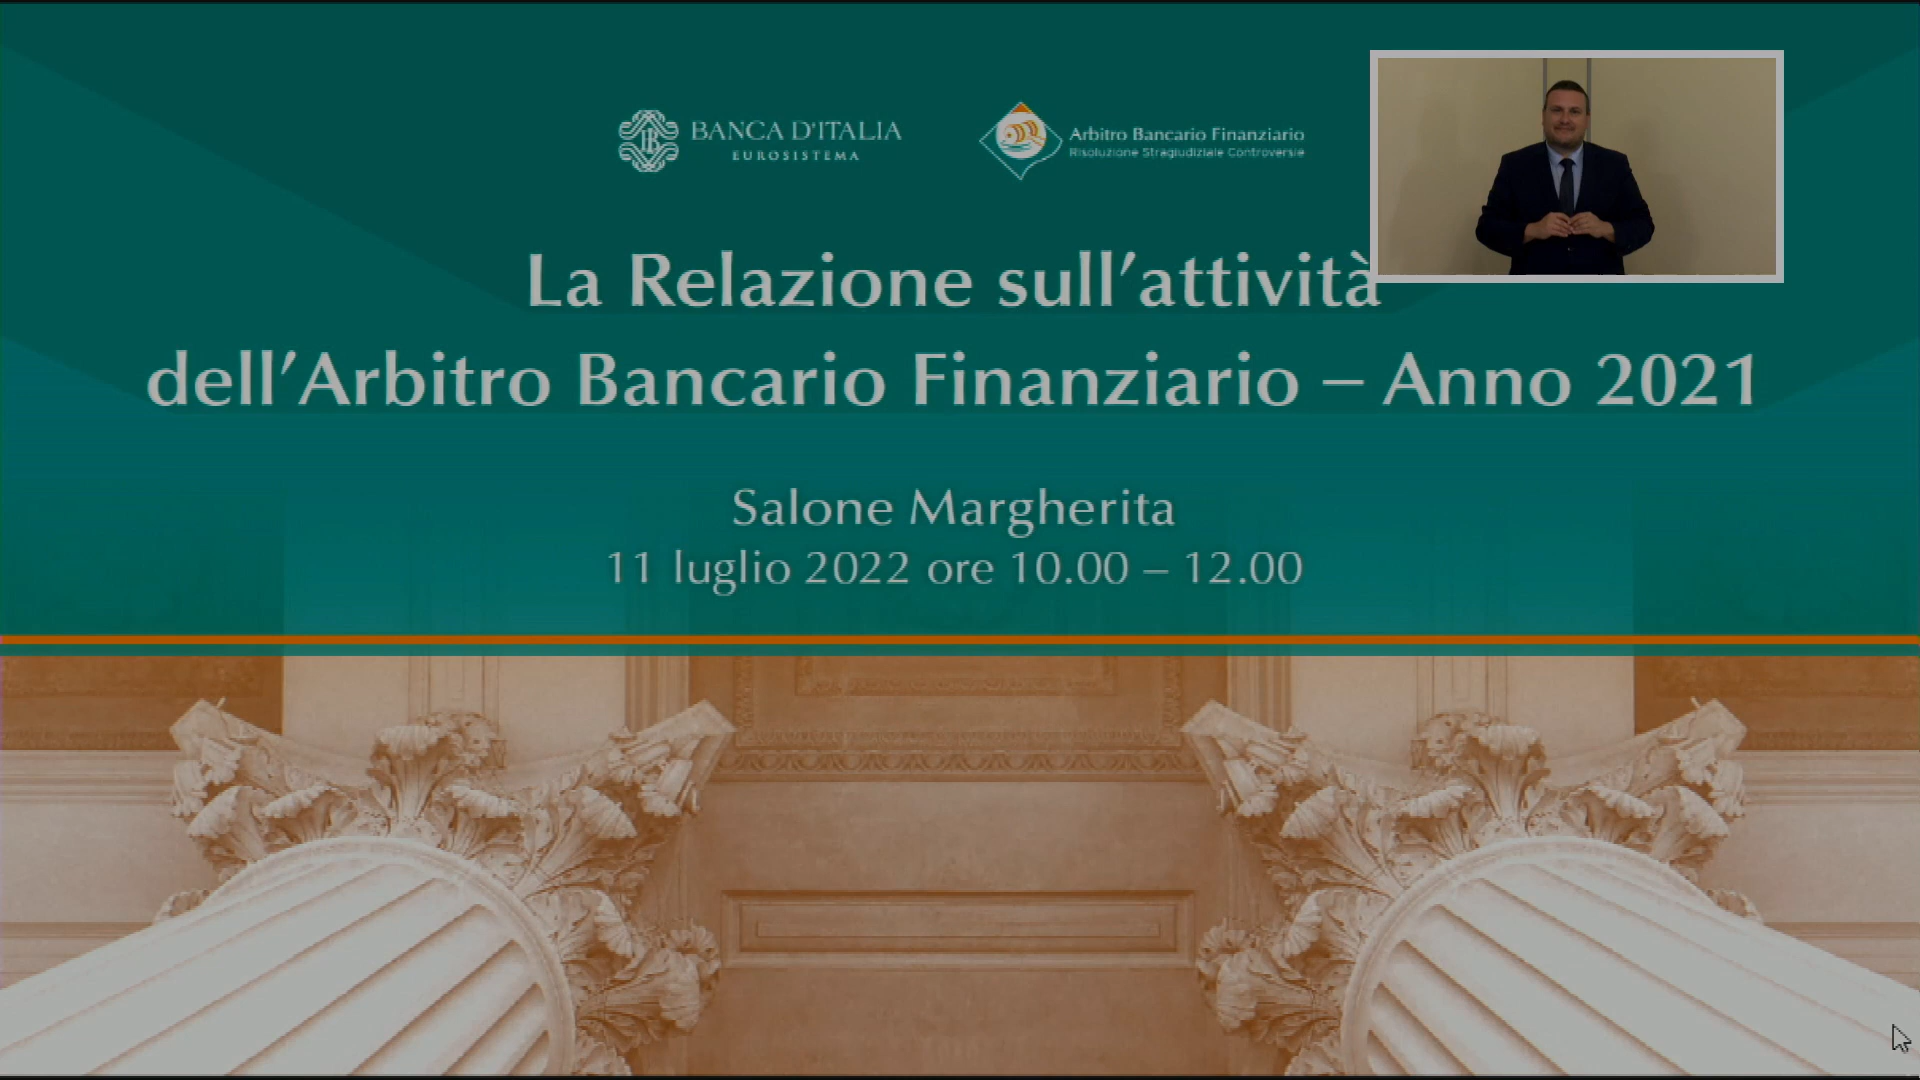 BANCA D'ITALIA
EUROSISTEMA
Arbitro Bancario Finanziario
Risoluzione Stragiudiziale Controversie
La Relazione sull'attività
dell'Arbitro Bancario Finanziario – Anno 2021
Salone Margherita
11 luglio 2022 ore 10.00 – 12.00